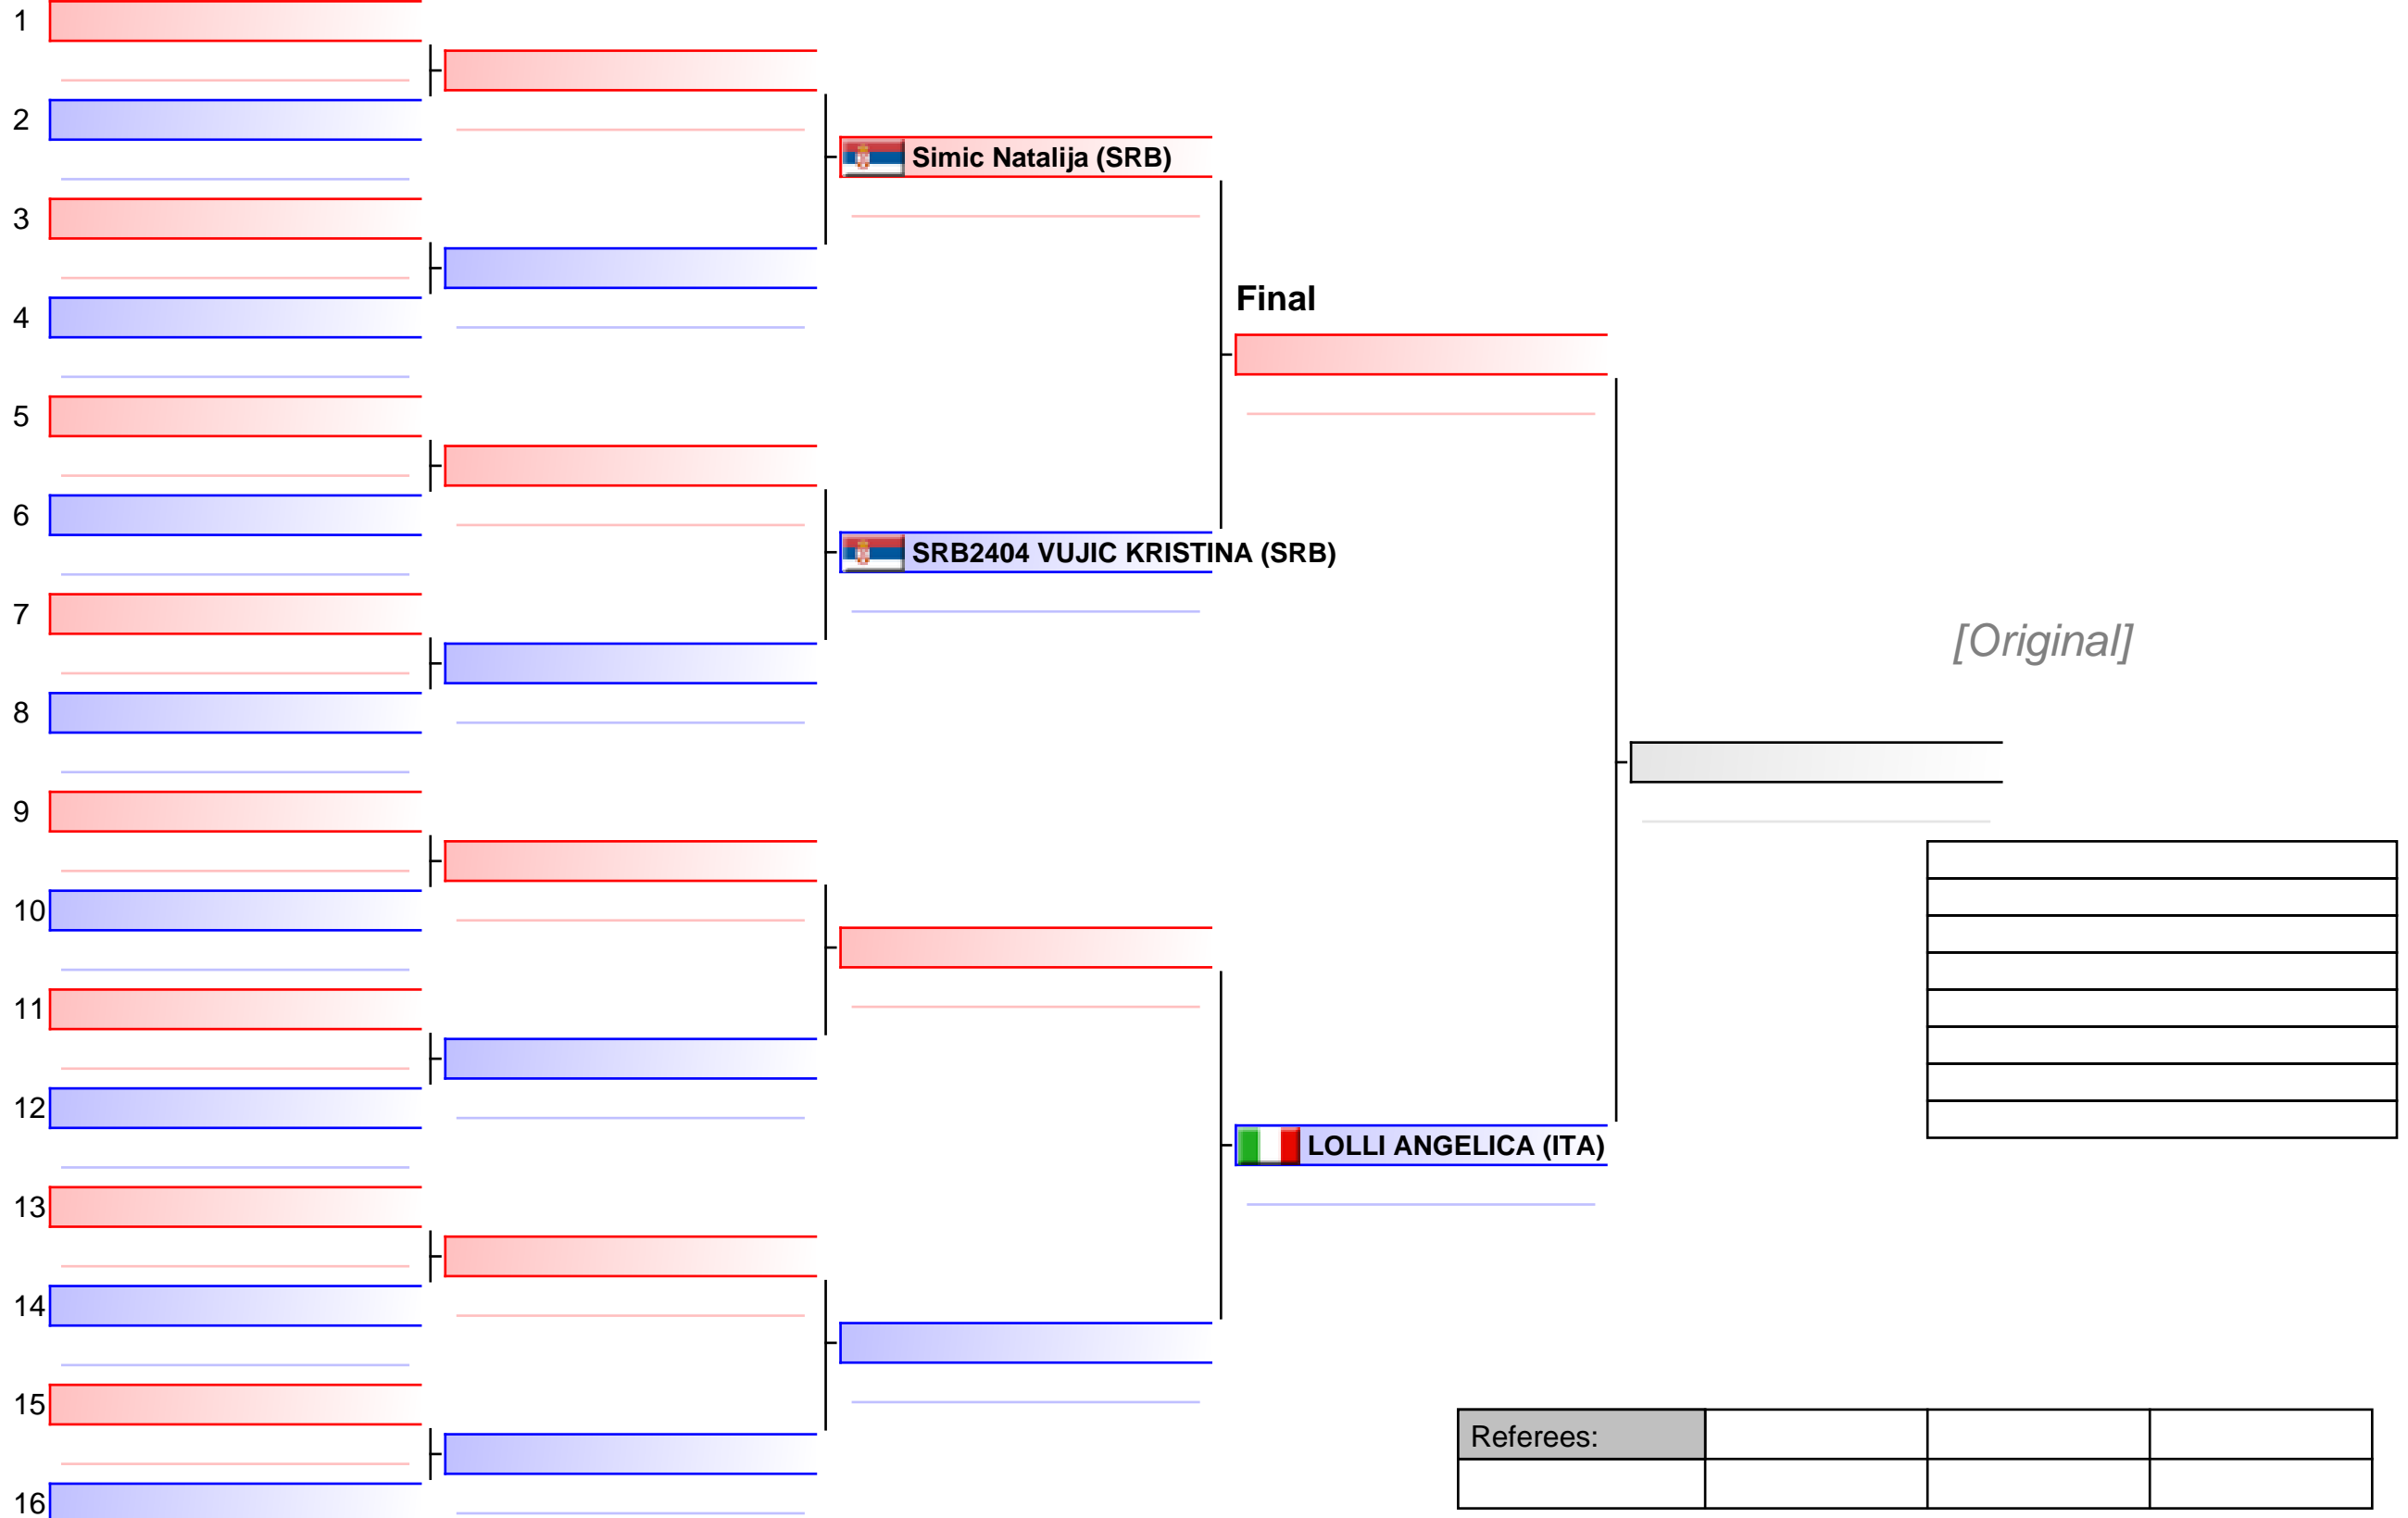 1
2
Simic Natalija (SRB)
3
Final
4
5
6
SRB2404 VUJIC KRISTINA (SRB)
7
[Original]
8
9
10
11
12
LOLLI ANGELICA (ITA)
13
14
15
Referees:
16